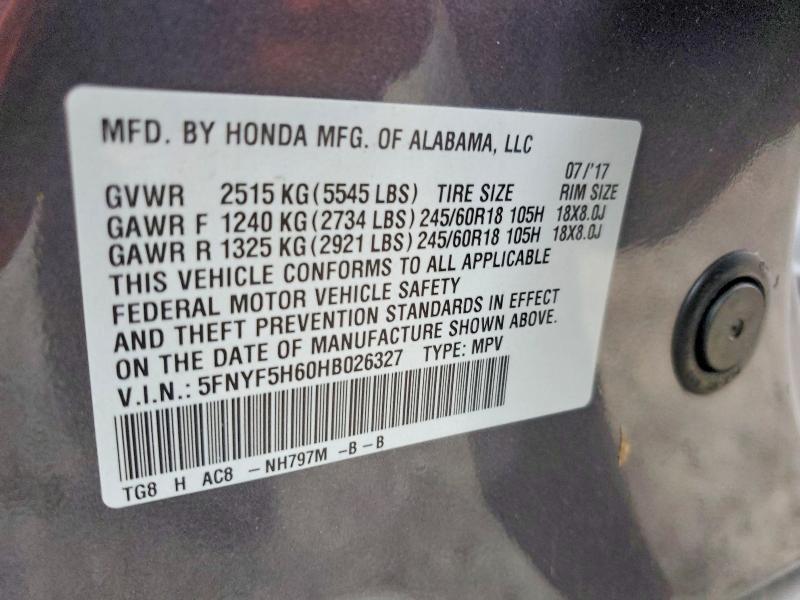 MFD. BY HONDA MFG. OF ALABAMA, LLC
07/'17
GVWR 2515 KG (5545 LBS) TIRE SIZE RIM SIZE
GAWR F 1240 KG (2734 LBS) 245/60R18 105H 18X8.0J
GAWR R 1325 KG (2921 LBS) 245/60R18 105H 18X8.0J
THIS VEHICLE CONFORMS TO ALL APPLICABLE
FEDERAL MOTOR VEHICLE SAFETY
AND THEFT PREVENTION STANDARDS IN EFFECT
ON THE DATE OF MANUFACTURE SHOWN ABOVE.
V.I.N.: 5FNYF5H60HB026327 TYPE: MPV
TG8 H AC8 -NH797M -B-B